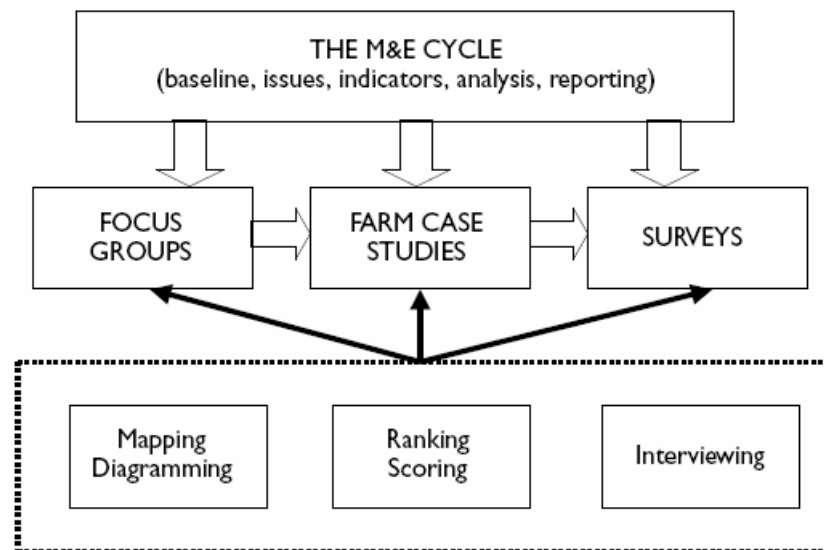 THE M&E CYCLE
(baseline, issues, indicators, analysis, reporting)
FOCUS
GROUPS
FARM CASE
STUDIES
SURVEYS
Mapping
Diagramming
Ranking
Scoring
Interviewing